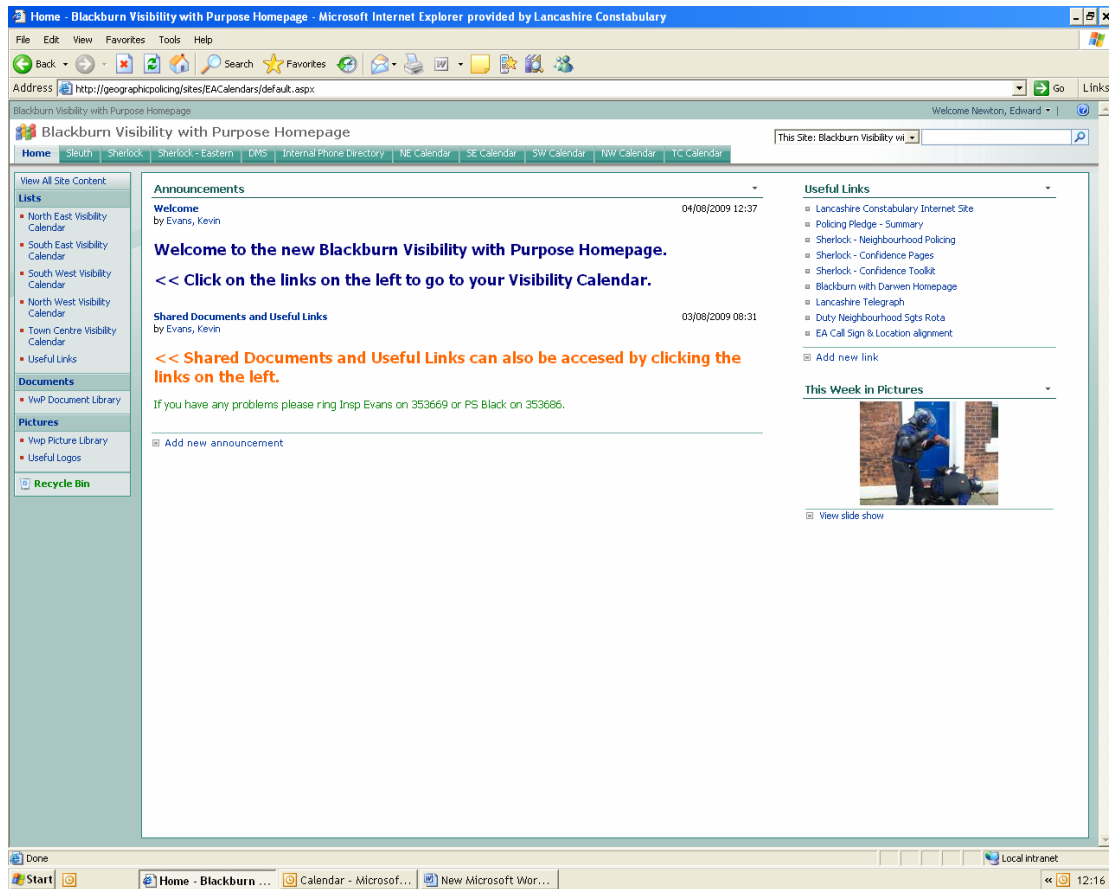 Home - Blackburn Visibility with Purpose Homepage - Microsoft Internet Explorer provided by Lancashire Constabulary
File Edit View Favorites Tools Help
Back Search Favorites
Address http://geographicpolicing/sites/EACalendars/default.aspx Go Links
Blackburn Visibility with Purpose Homepage Welcome Newton, Edward
Blackburn Visibility with Purpose Homepage
This Site: Blackburn Visibility wi
Home Sleuth Sherlock Sherlock - Eastern DMS Internal Phone Directory NE Calendar SE Calendar SW Calendar NW Calendar TC Calendar
View All Site Content
Lists
North East Visibility
Calendar
South East Visibility
Calendar
South West Visibility
Calendar
North West Visibility
Calendar
Town Centre Visibility
Calendar
Useful Links
Documents
VwP Document Library
Pictures
Vwp Picture Library
Useful Logos
Recycle Bin
Announcements
Welcome 04/08/2009 12:37
by Evans, Kevin
Welcome to the new Blackburn Visibility with Purpose Homepage.
<< Click on the links on the left to go to your Visibility Calendar.
Shared Documents and Useful Links 03/08/2009 08:31
by Evans, Kevin
<< Shared Documents and Useful Links can also be accesed by clicking the
links on the left.
If you have any problems please ring Insp Evans on 353669 or PS Black on 353686.
Add new announcement
Useful Links
Lancashire Constabulary Internet Site
Policing Pledge - Summary
Sherlock - Neighbourhood Policing
Sherlock - Confidence Pages
Sherlock - Confidence Toolkit
Blackburn with Darwen Homepage
Lancashire Telegraph
Duty Neighbourhood Sgts Rota
EA Call Sign & Location alignment
Add new link
This Week in Pictures
View slide show
Done Local intranet
Start Home - Blackburn ... Calendar - Microsof... New Microsoft Wor... 12:16